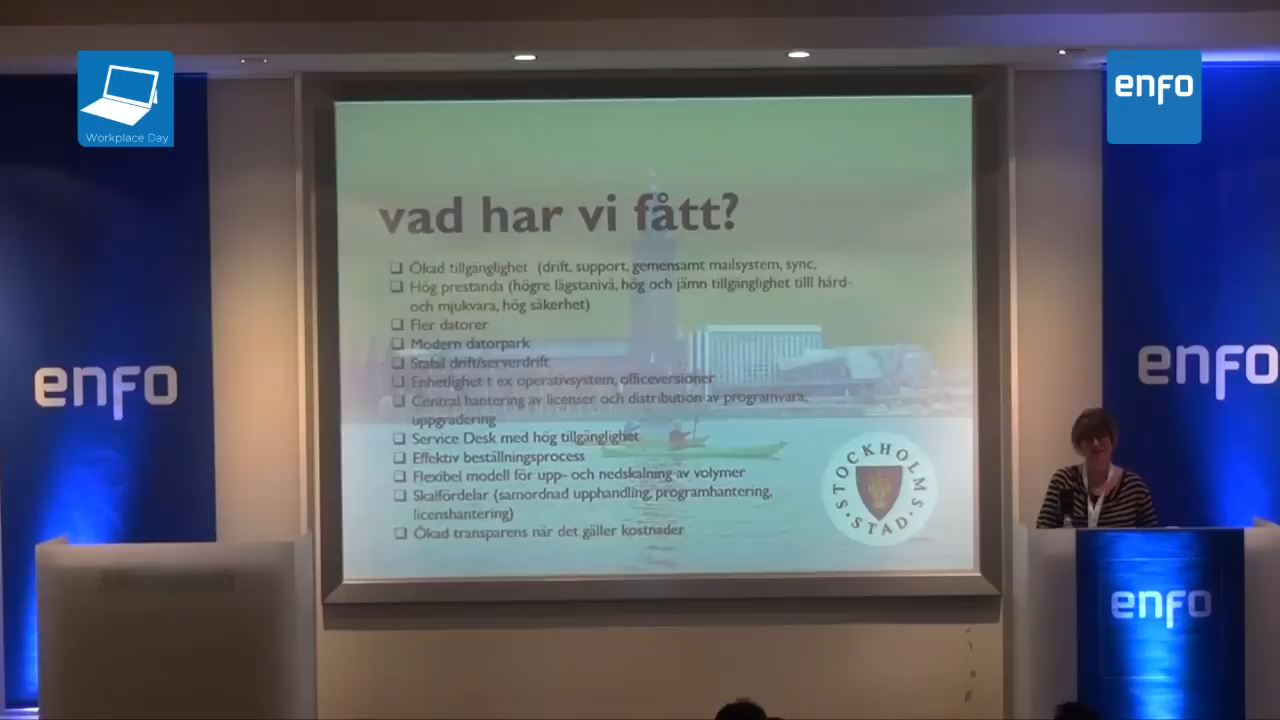 Workplace Day
enfo
vad har vi fått?
❑ Ökad tillgänglighet (drift, support, gemensamt mailsystem, sync,
❑ Hög prestanda (högre lägstanivå, hög och jämn tillgänglighet tilll hård-
och mjukvara, hög säkerhet)
❑ Fler datorer
❑ Modern datorpark
❑ Stabil drift/serverdrift
❑ Enhetlighet t ex operativsystem, officeversioner
❑ Central hantering av licenser och distribution av programvara,
uppgradering
❑ Service Desk med hög tillgänglighet
❑ Effektiv beställningsprocess
❑ Flexibel modell för upp- och nedskalning av volymer
❑ Skalfördelar (samordnad upphandling, programhantering,
licenshantering)
❑ Ökad transparens när det gäller kostnader
STOCKHOLMS
STAD
enfo
enfo
enfo
Microsoft